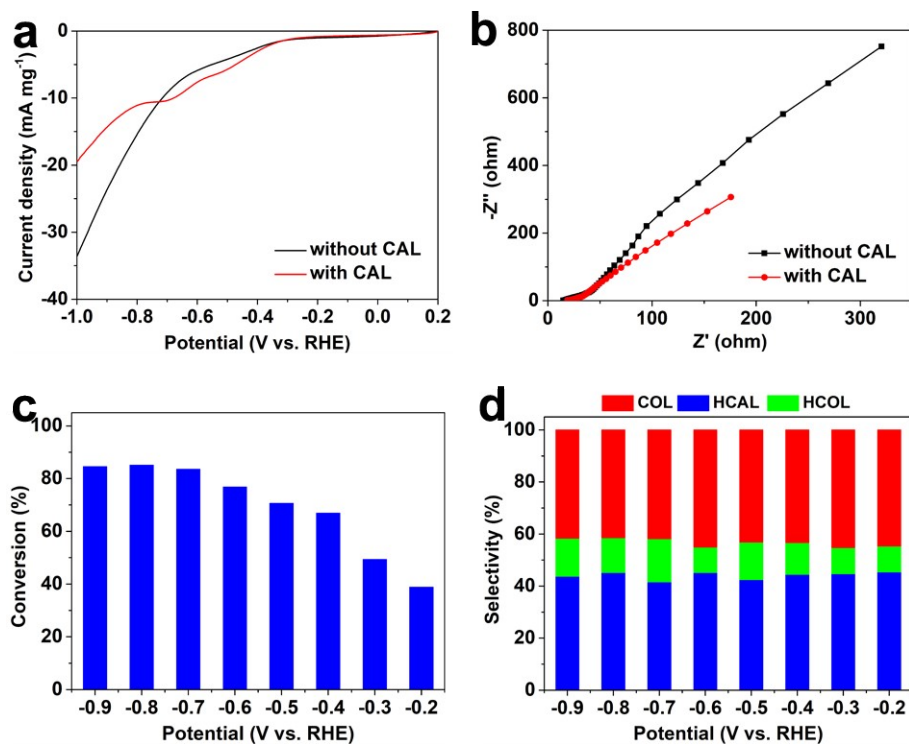 a
0
-10
-20
-30
-40
-1.0 -0.8 -0.6 -0.4 -0.2 0.0 0.2
Current density (mA mg⁻¹)
Potential (V vs. RHE)
without CAL
with CAL
b
-800
600
400
200
0
0 100 200 300
-Z'' (ohm)
Z' (ohm)
without CAL
with CAL
c
100
80
60
40
20
0
-0.9 -0.8 -0.7 -0.6 -0.5 -0.4 -0.3 -0.2
Conversion (%)
Potential (V vs. RHE)
d
COL HCAL HCOL
100
80
60
40
20
0
-0.9 -0.8 -0.7 -0.6 -0.5 -0.4 -0.3 -0.2
Selectivity (%)
Potential (V vs. RHE)